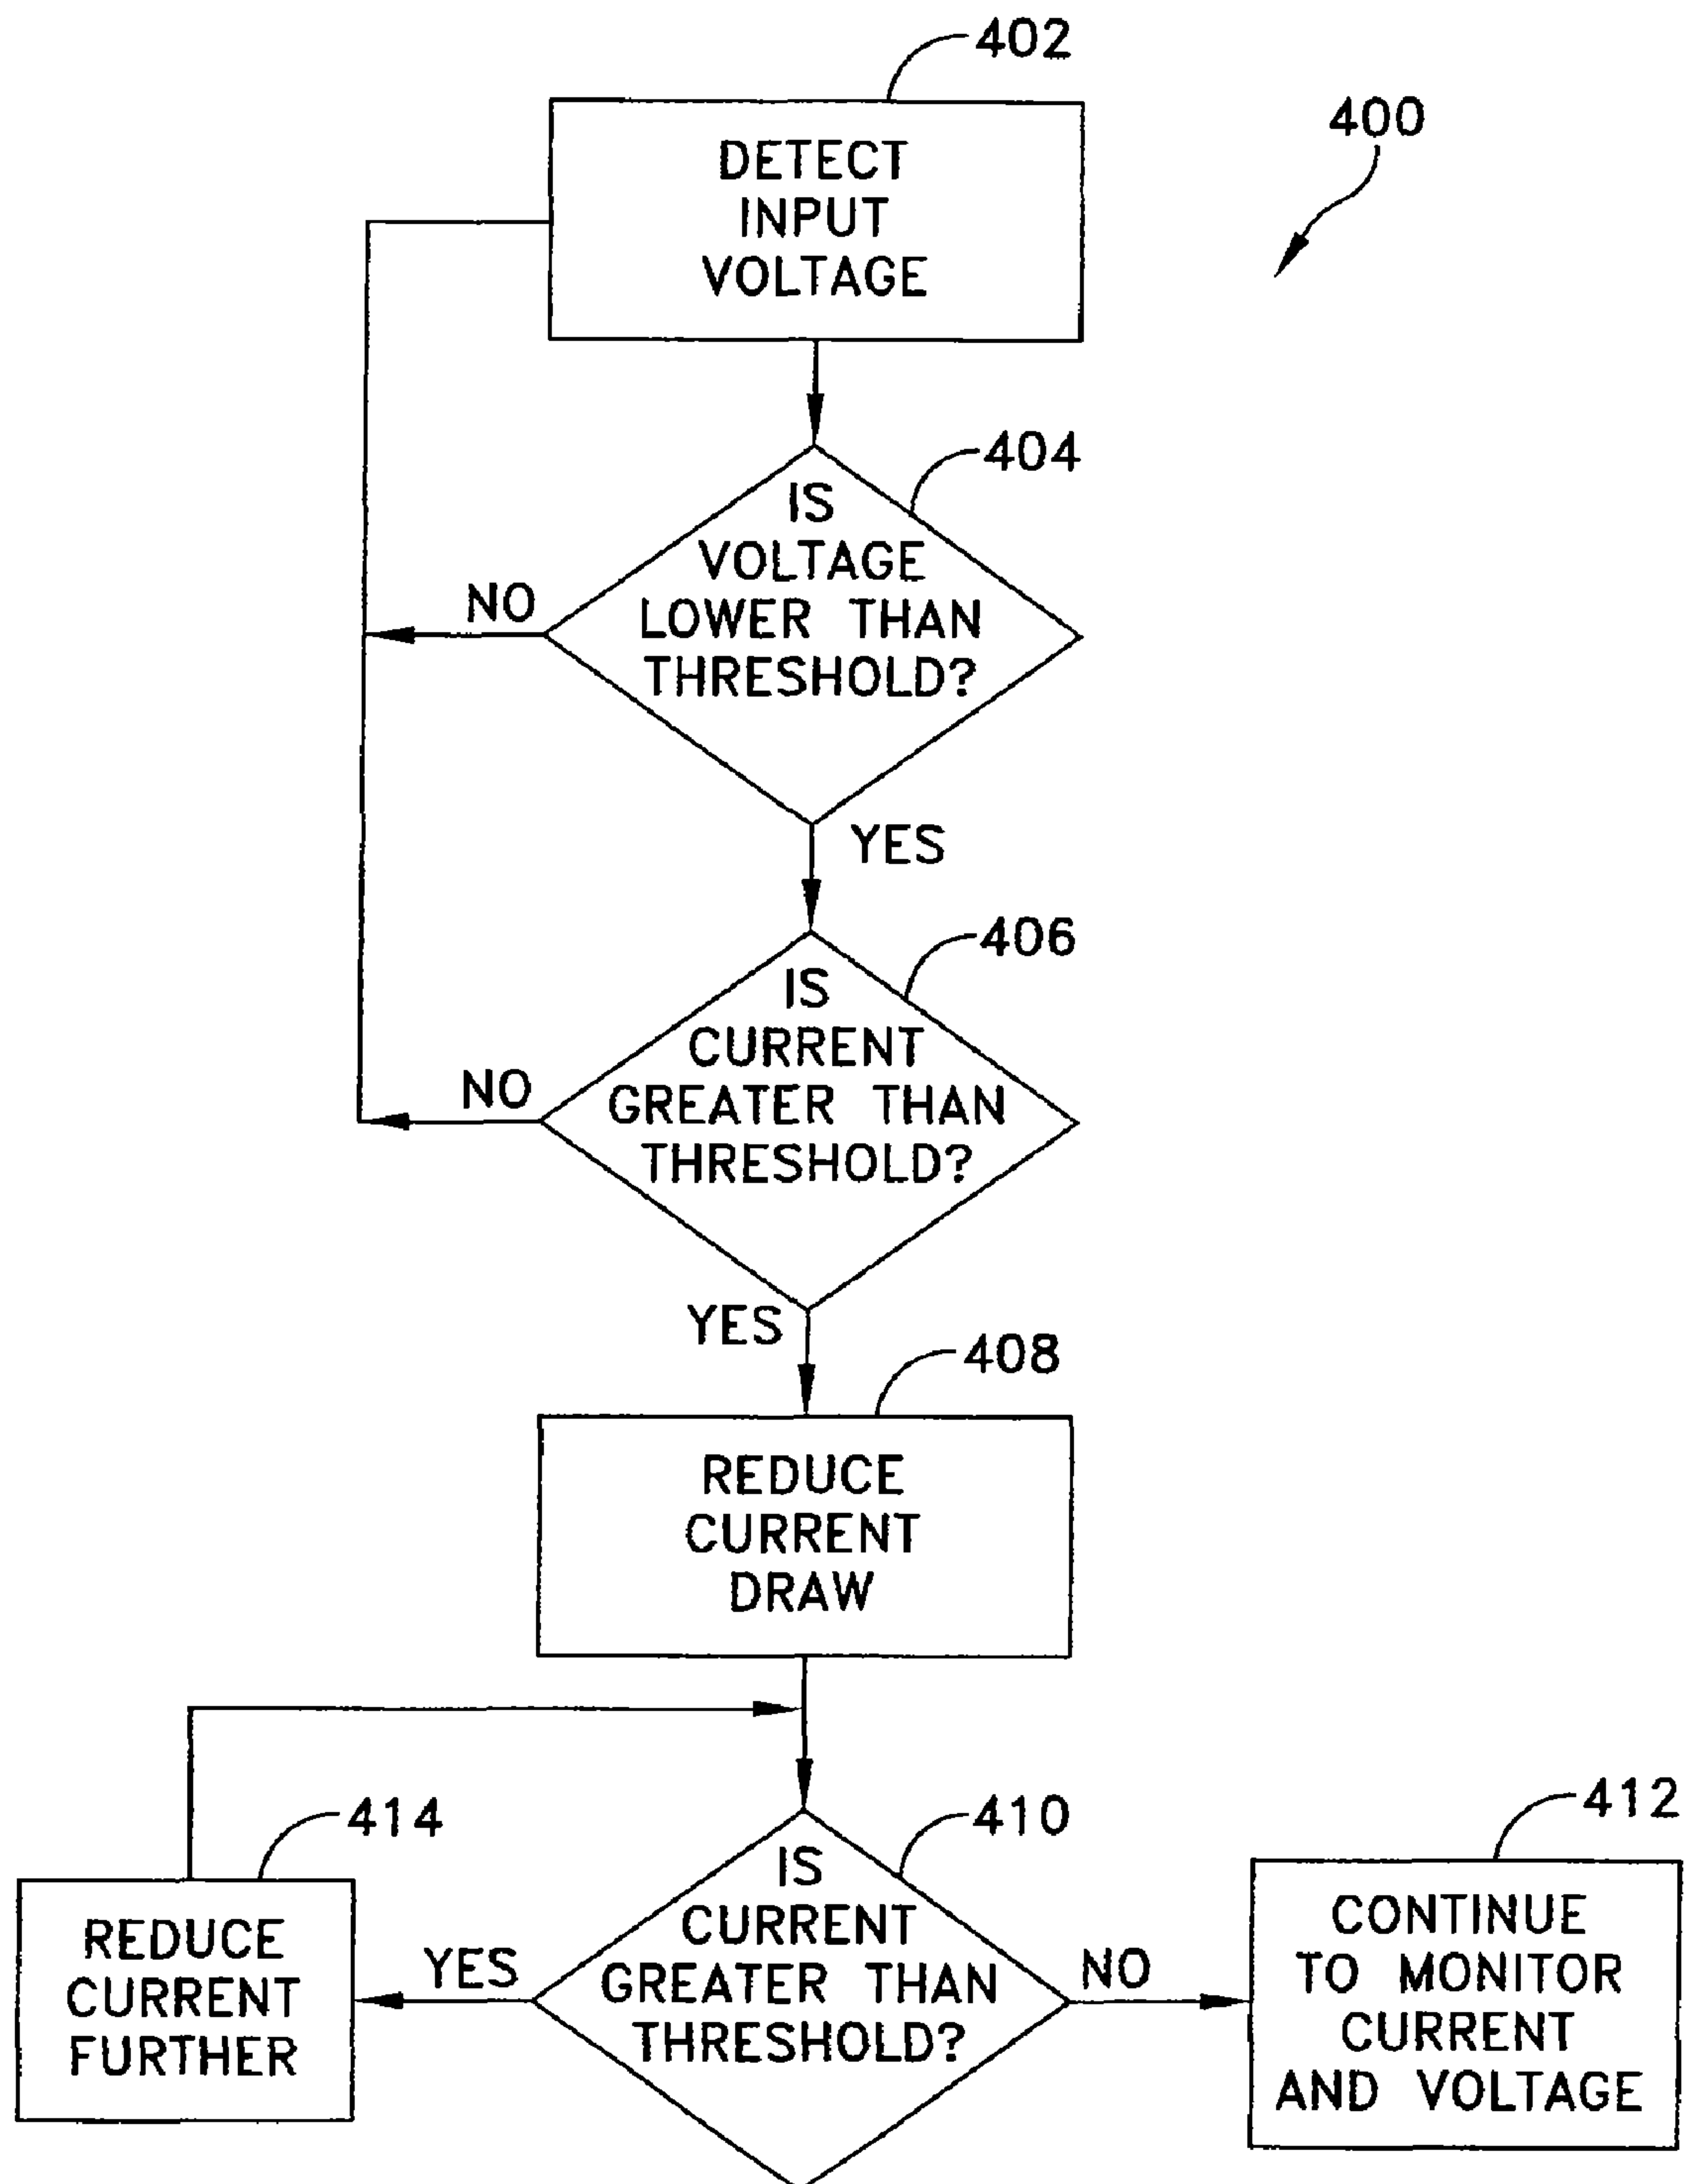 402
400
DETECT
INPUT
VOLTAGE
404
IS
VOLTAGE
LOWER THAN
THRESHOLD?
NO
YES
406
IS
CURRENT
GREATER THAN
THRESHOLD?
NO
YES
408
REDUCE
CURRENT
DRAW
414
410
412
REDUCE
CURRENT
FURTHER
YES
IS
CURRENT
GREATER THAN
THRESHOLD?
NO
CONTINUE
TO MONITOR
CURRENT
AND VOLTAGE